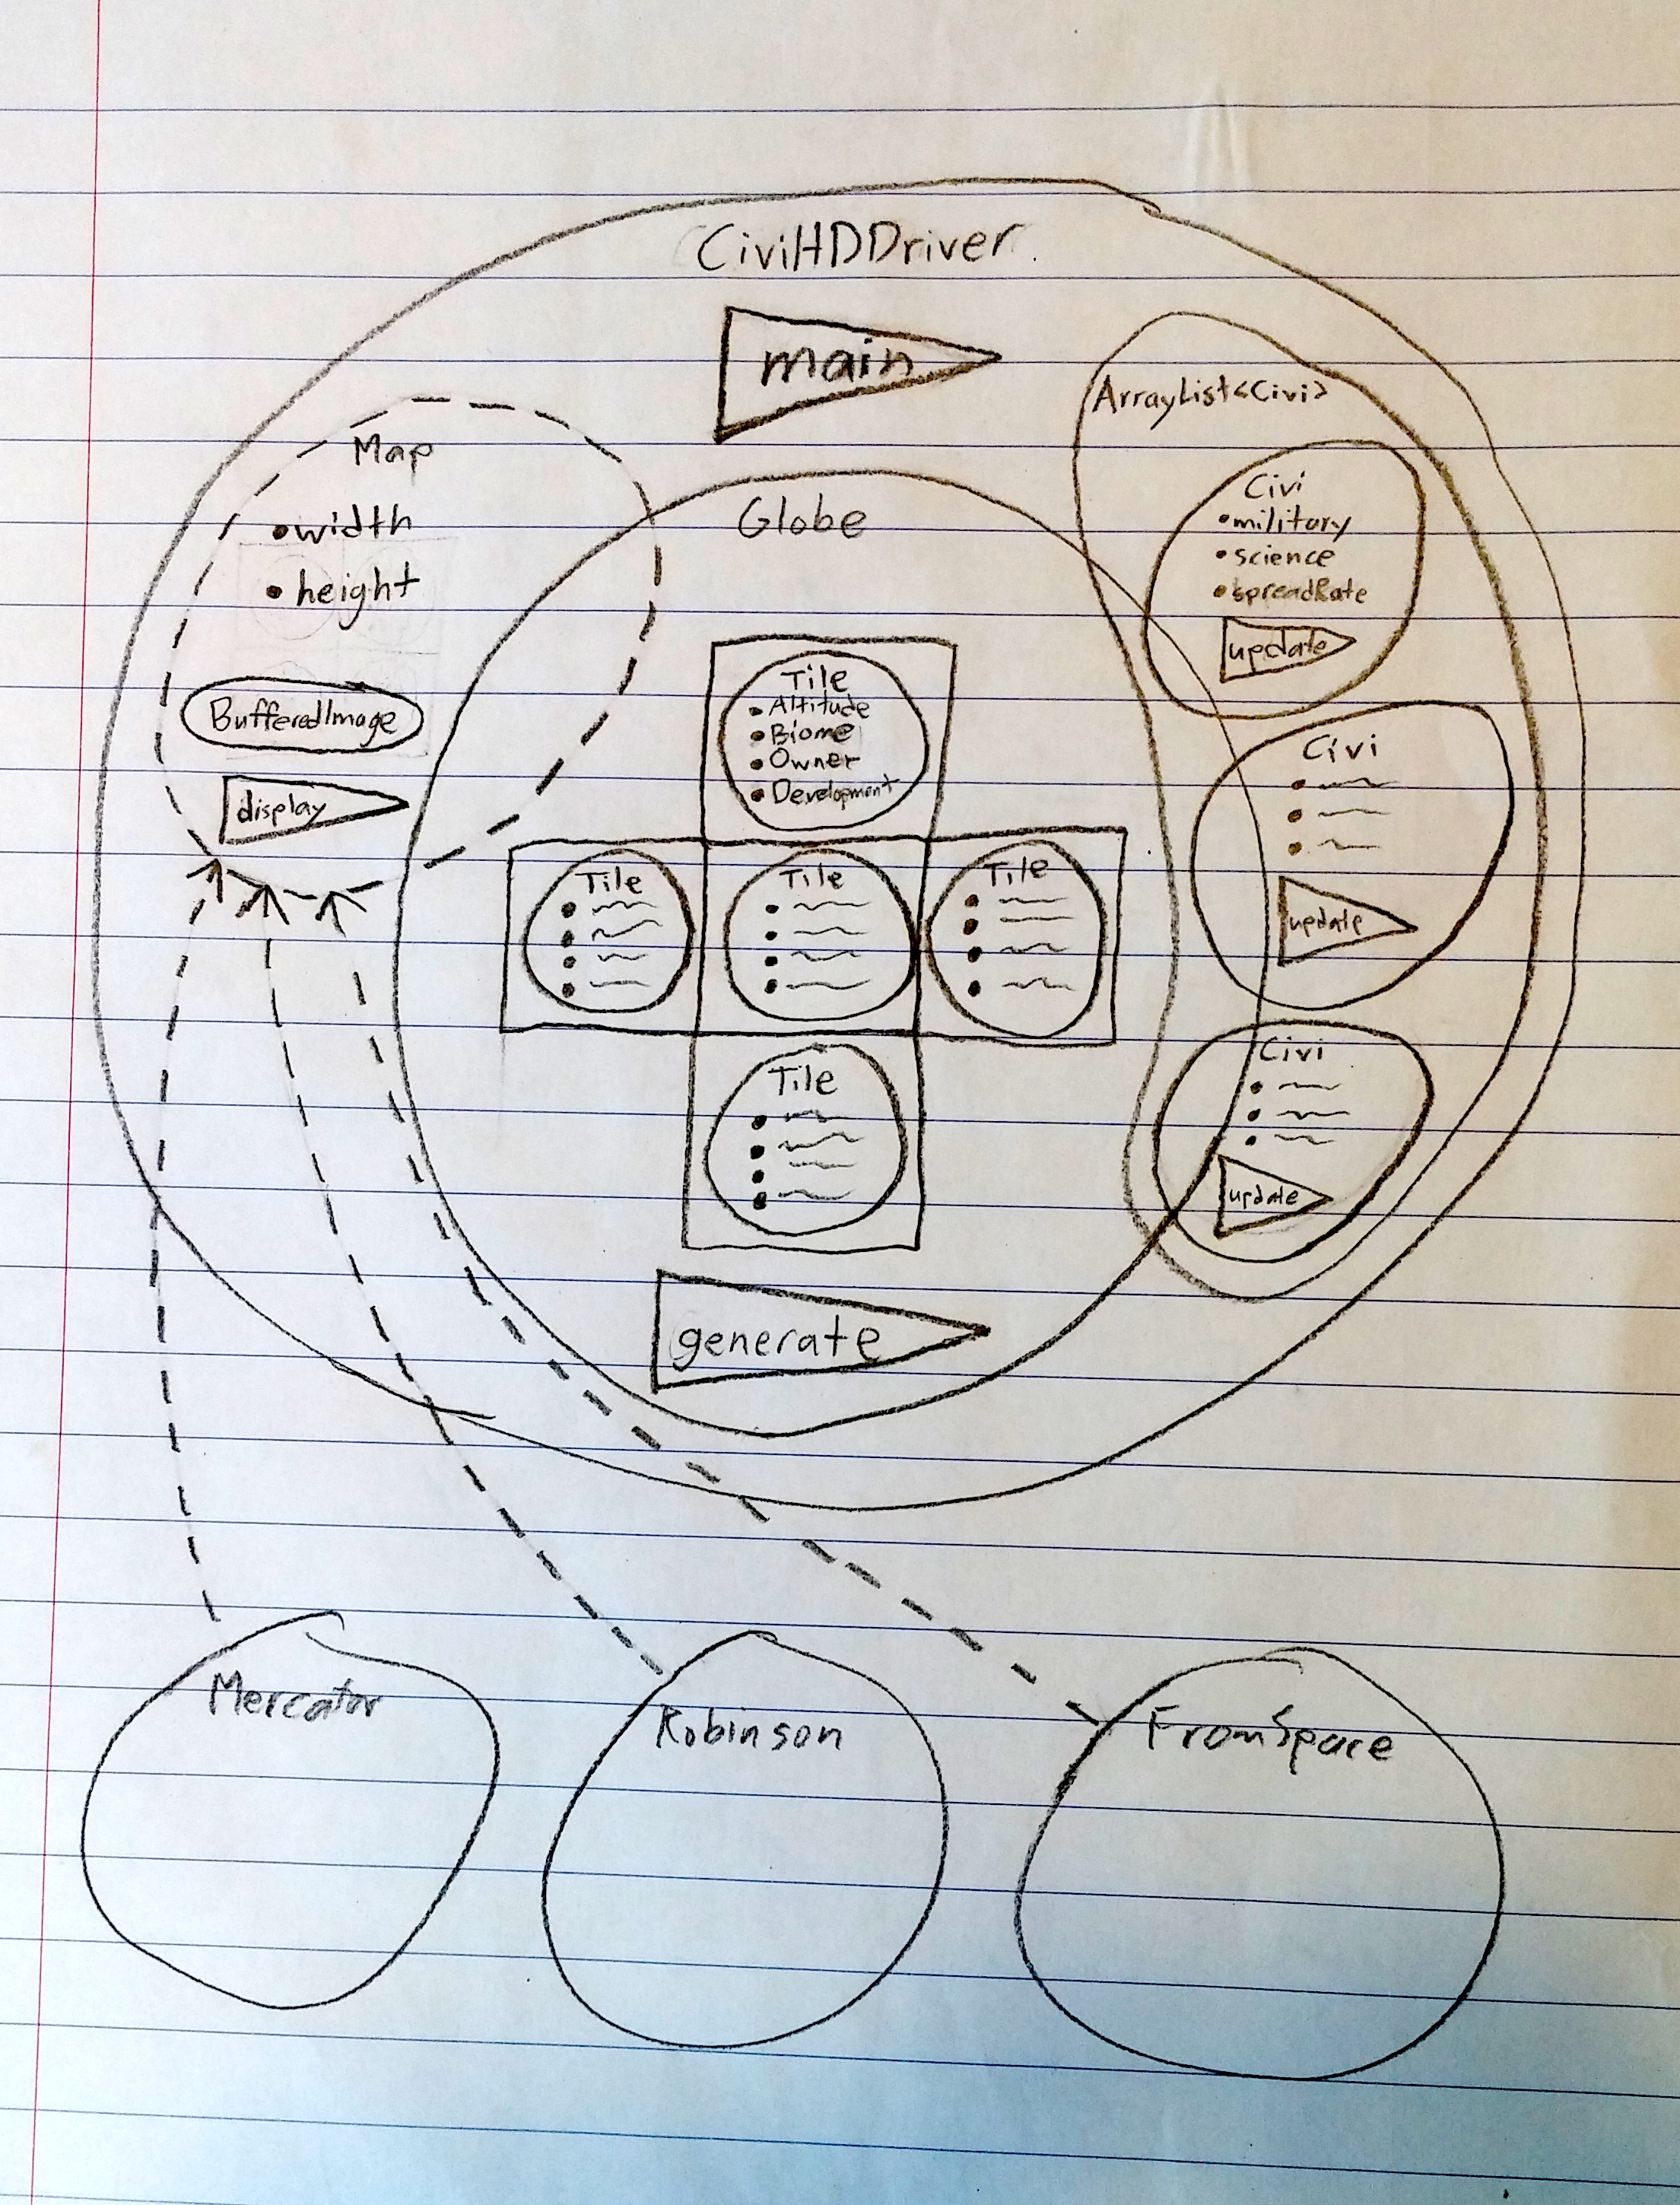 CiviHDDriver
main
Map
•width
•height
BufferedImage
display
Globe
Tile
•Altitude
•Biome
•Owner
•Development
Tile
Tile
Tile
Tile
generate
ArrayList<Civi>
Civi
•military
•science
•spreadRate
update
Civi
update
Civi
update
Mercator
Robinson
FromSpace